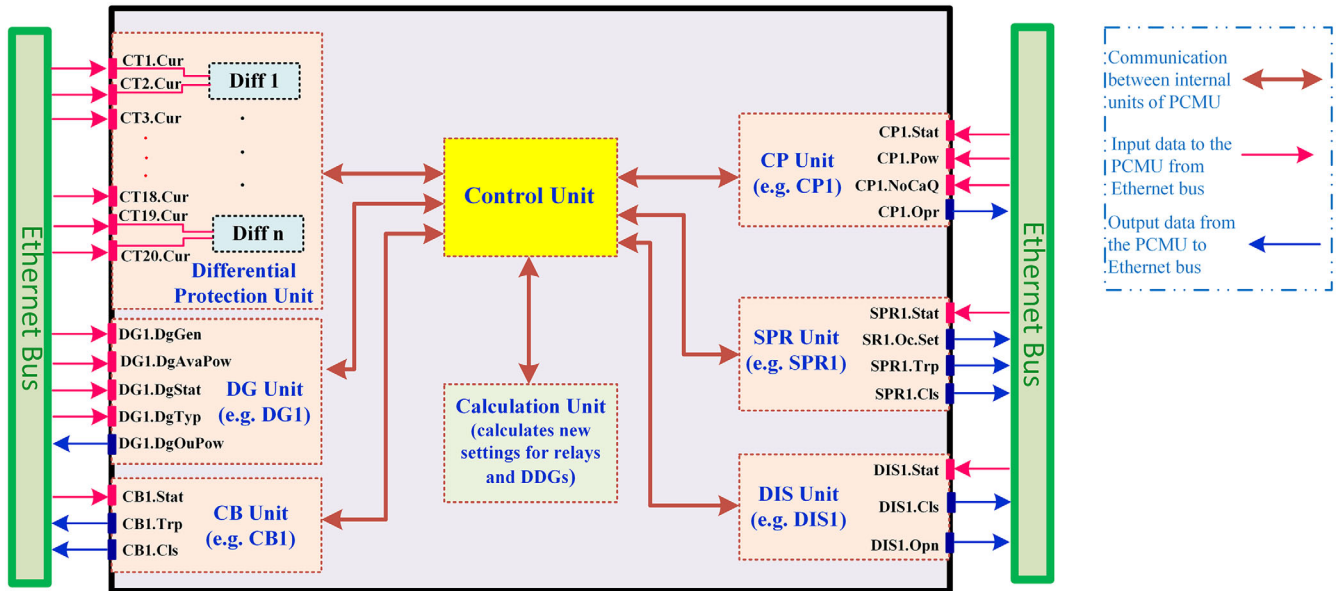 Ethernet Bus
CT1.Cur
CT2.Cur
CT3.Cur
CT18.Cur
CT19.Cur
CT20.Cur
Diff 1
Diff n
Differential
Protection Unit
DG1.DgGen
DG1.DgAvaPow
DG1.DgStat
DG1.DgTyp
DG1.DgOuPow
DG Unit
(e.g. DG1)
CB1.Stat
CB1.Trp
CB1.Cls
CB Unit
(e.g. CB1)
Control Unit
Calculation Unit
(calculates new
settings for relays
and DDGs)
CP Unit
(e.g. CP1)
CP1.Stat
CP1.Pow
CP1.NoCaQ
CP1.Opr
SPR Unit
(e.g. SPR1)
SPR1.Stat
SR1.Oc.Set
SPR1.Trp
SPR1.Cls
DIS Unit
(e.g. DIS1)
DIS1.Stat
DIS1.Cls
DIS1.Opn
Ethernet Bus
Communication
between internal
units of PCMU
Input data to the
PCMU from
Ethernet bus
Output data from
the PCMU to
Ethernet bus